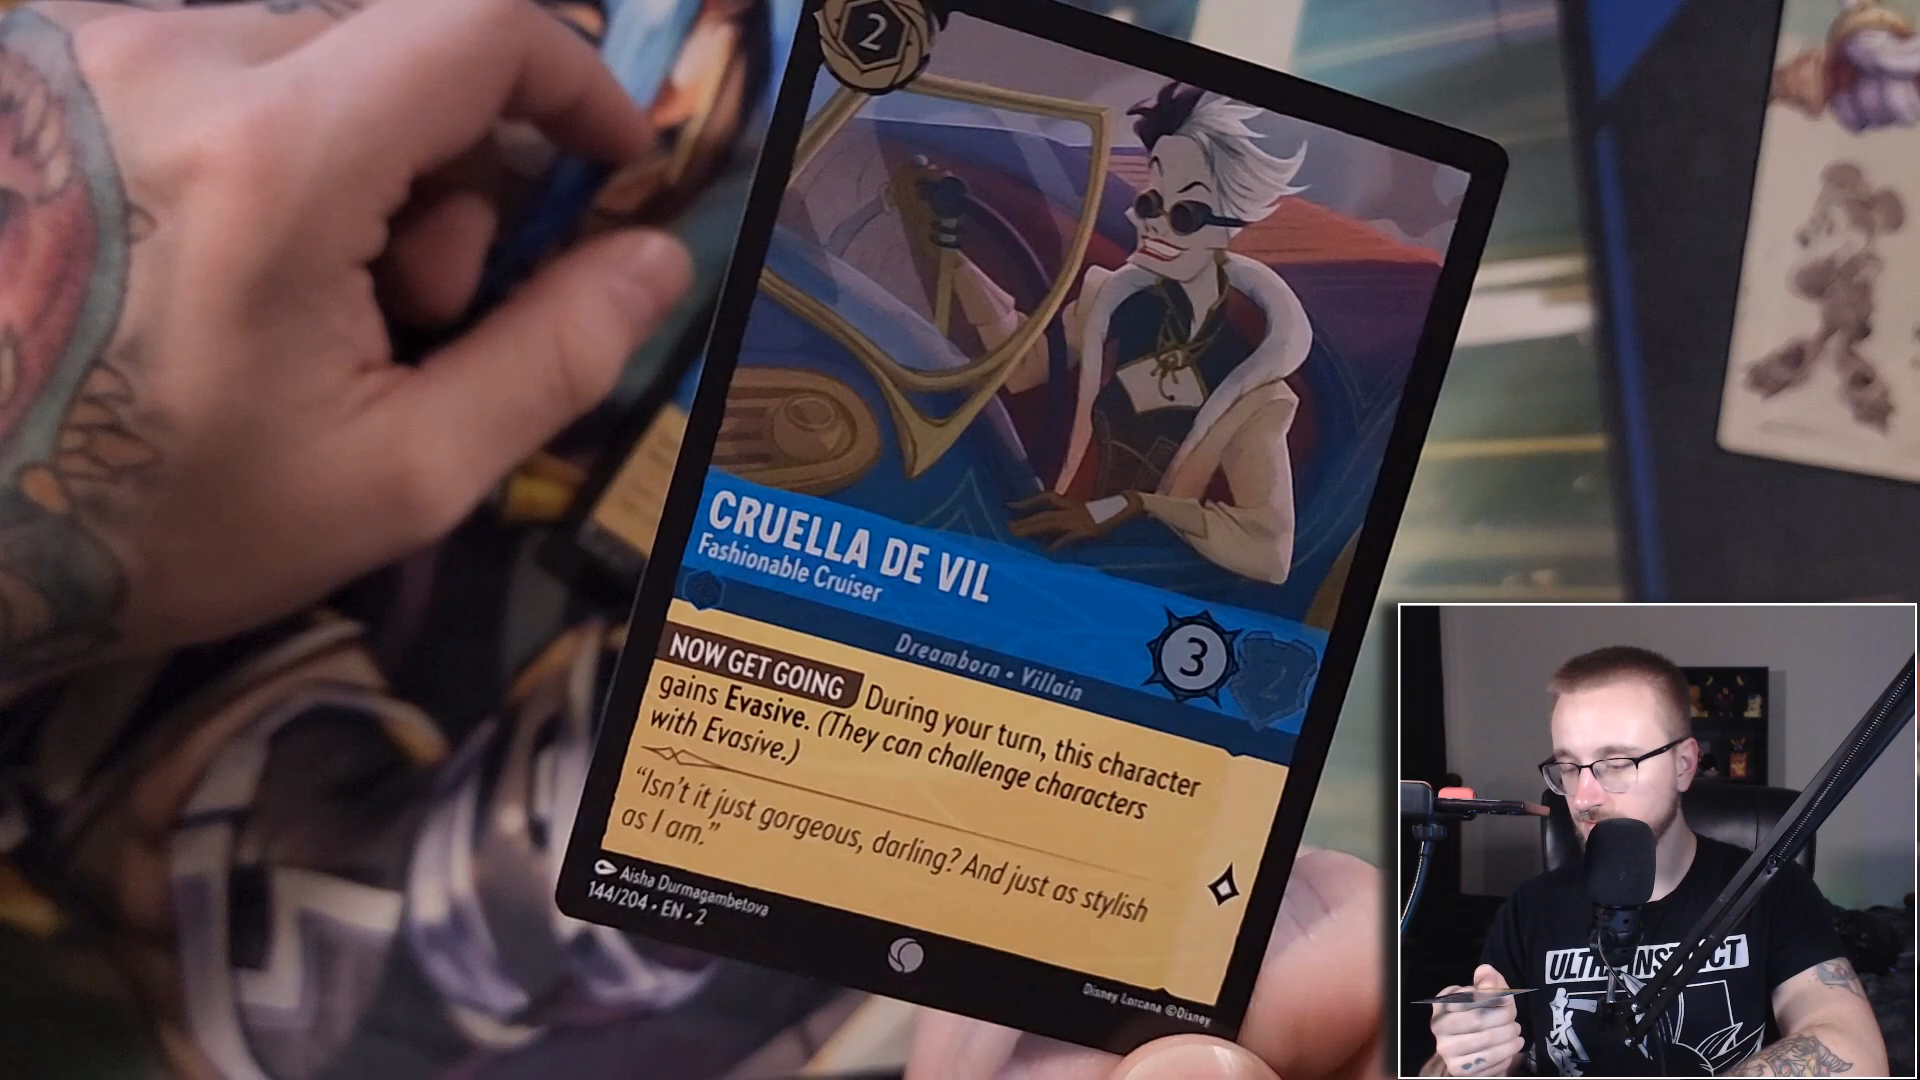 2
CRUELLA DE VIL
Fashionable Cruiser
3
2
Dreamborn • Villain
NOW GET GOING During your turn, this character
gains Evasive. (They can challenge characters
with Evasive.)
“Isn’t it just gorgeous, darling? And just as stylish
as I am.”
Aisha Durmagambetova
144/204 • EN • 2
Disney Lorcana ©Disney